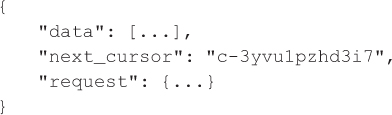 {
    "data": [...],
    "next_cursor": "c-3yvu1pzhd3i7",
    "request": {...}
}